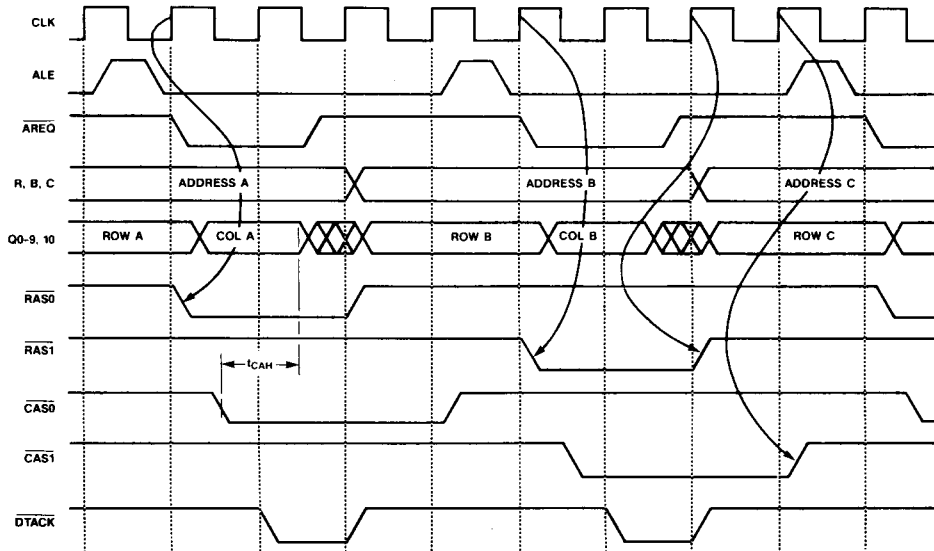 CLK
ALE
AREQ
R, B, C ADDRESS A ADDRESS B ADDRESS C
Q0-9, 10 ROW A COL A ROW B COL B ROW C
RAS0
RAS1
tCAH
CAS0
CAS1
DTACK